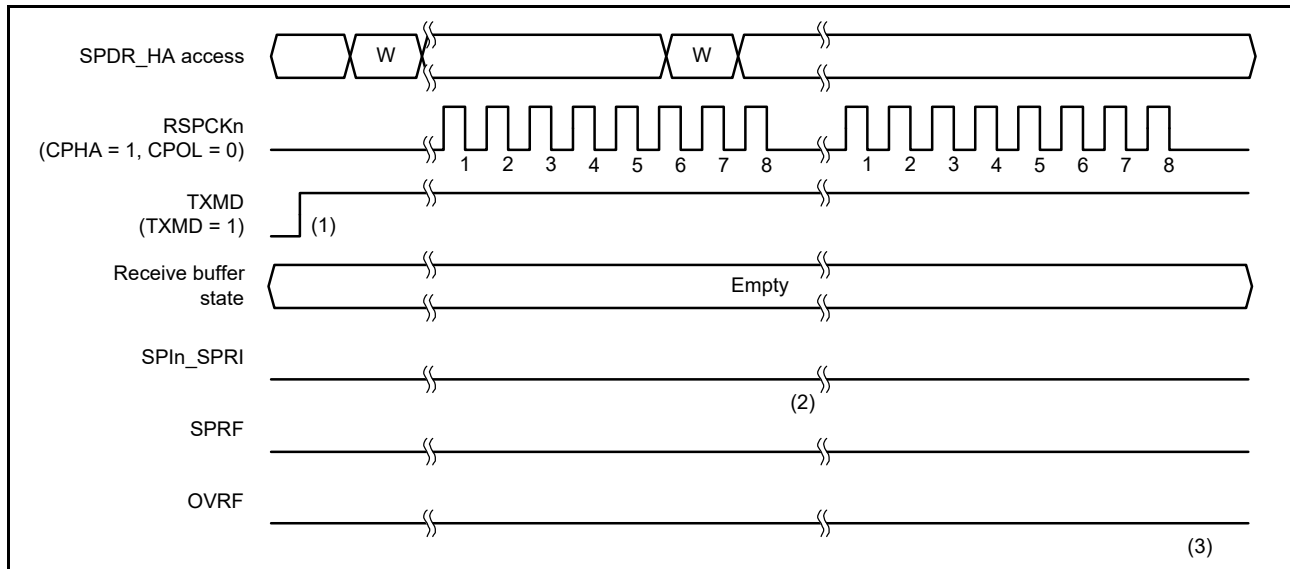 SPDR_HA access
W
W
RSPCKn
(CPHA = 1, CPOL = 0)
1 2 3 4 5 6 7 8
1 2 3 4 5 6 7 8
TXMD
(TXMD = 1)
(1)
Receive buffer
state
Empty
SPIn_SPRI
(2)
SPRF
OVRF
(3)